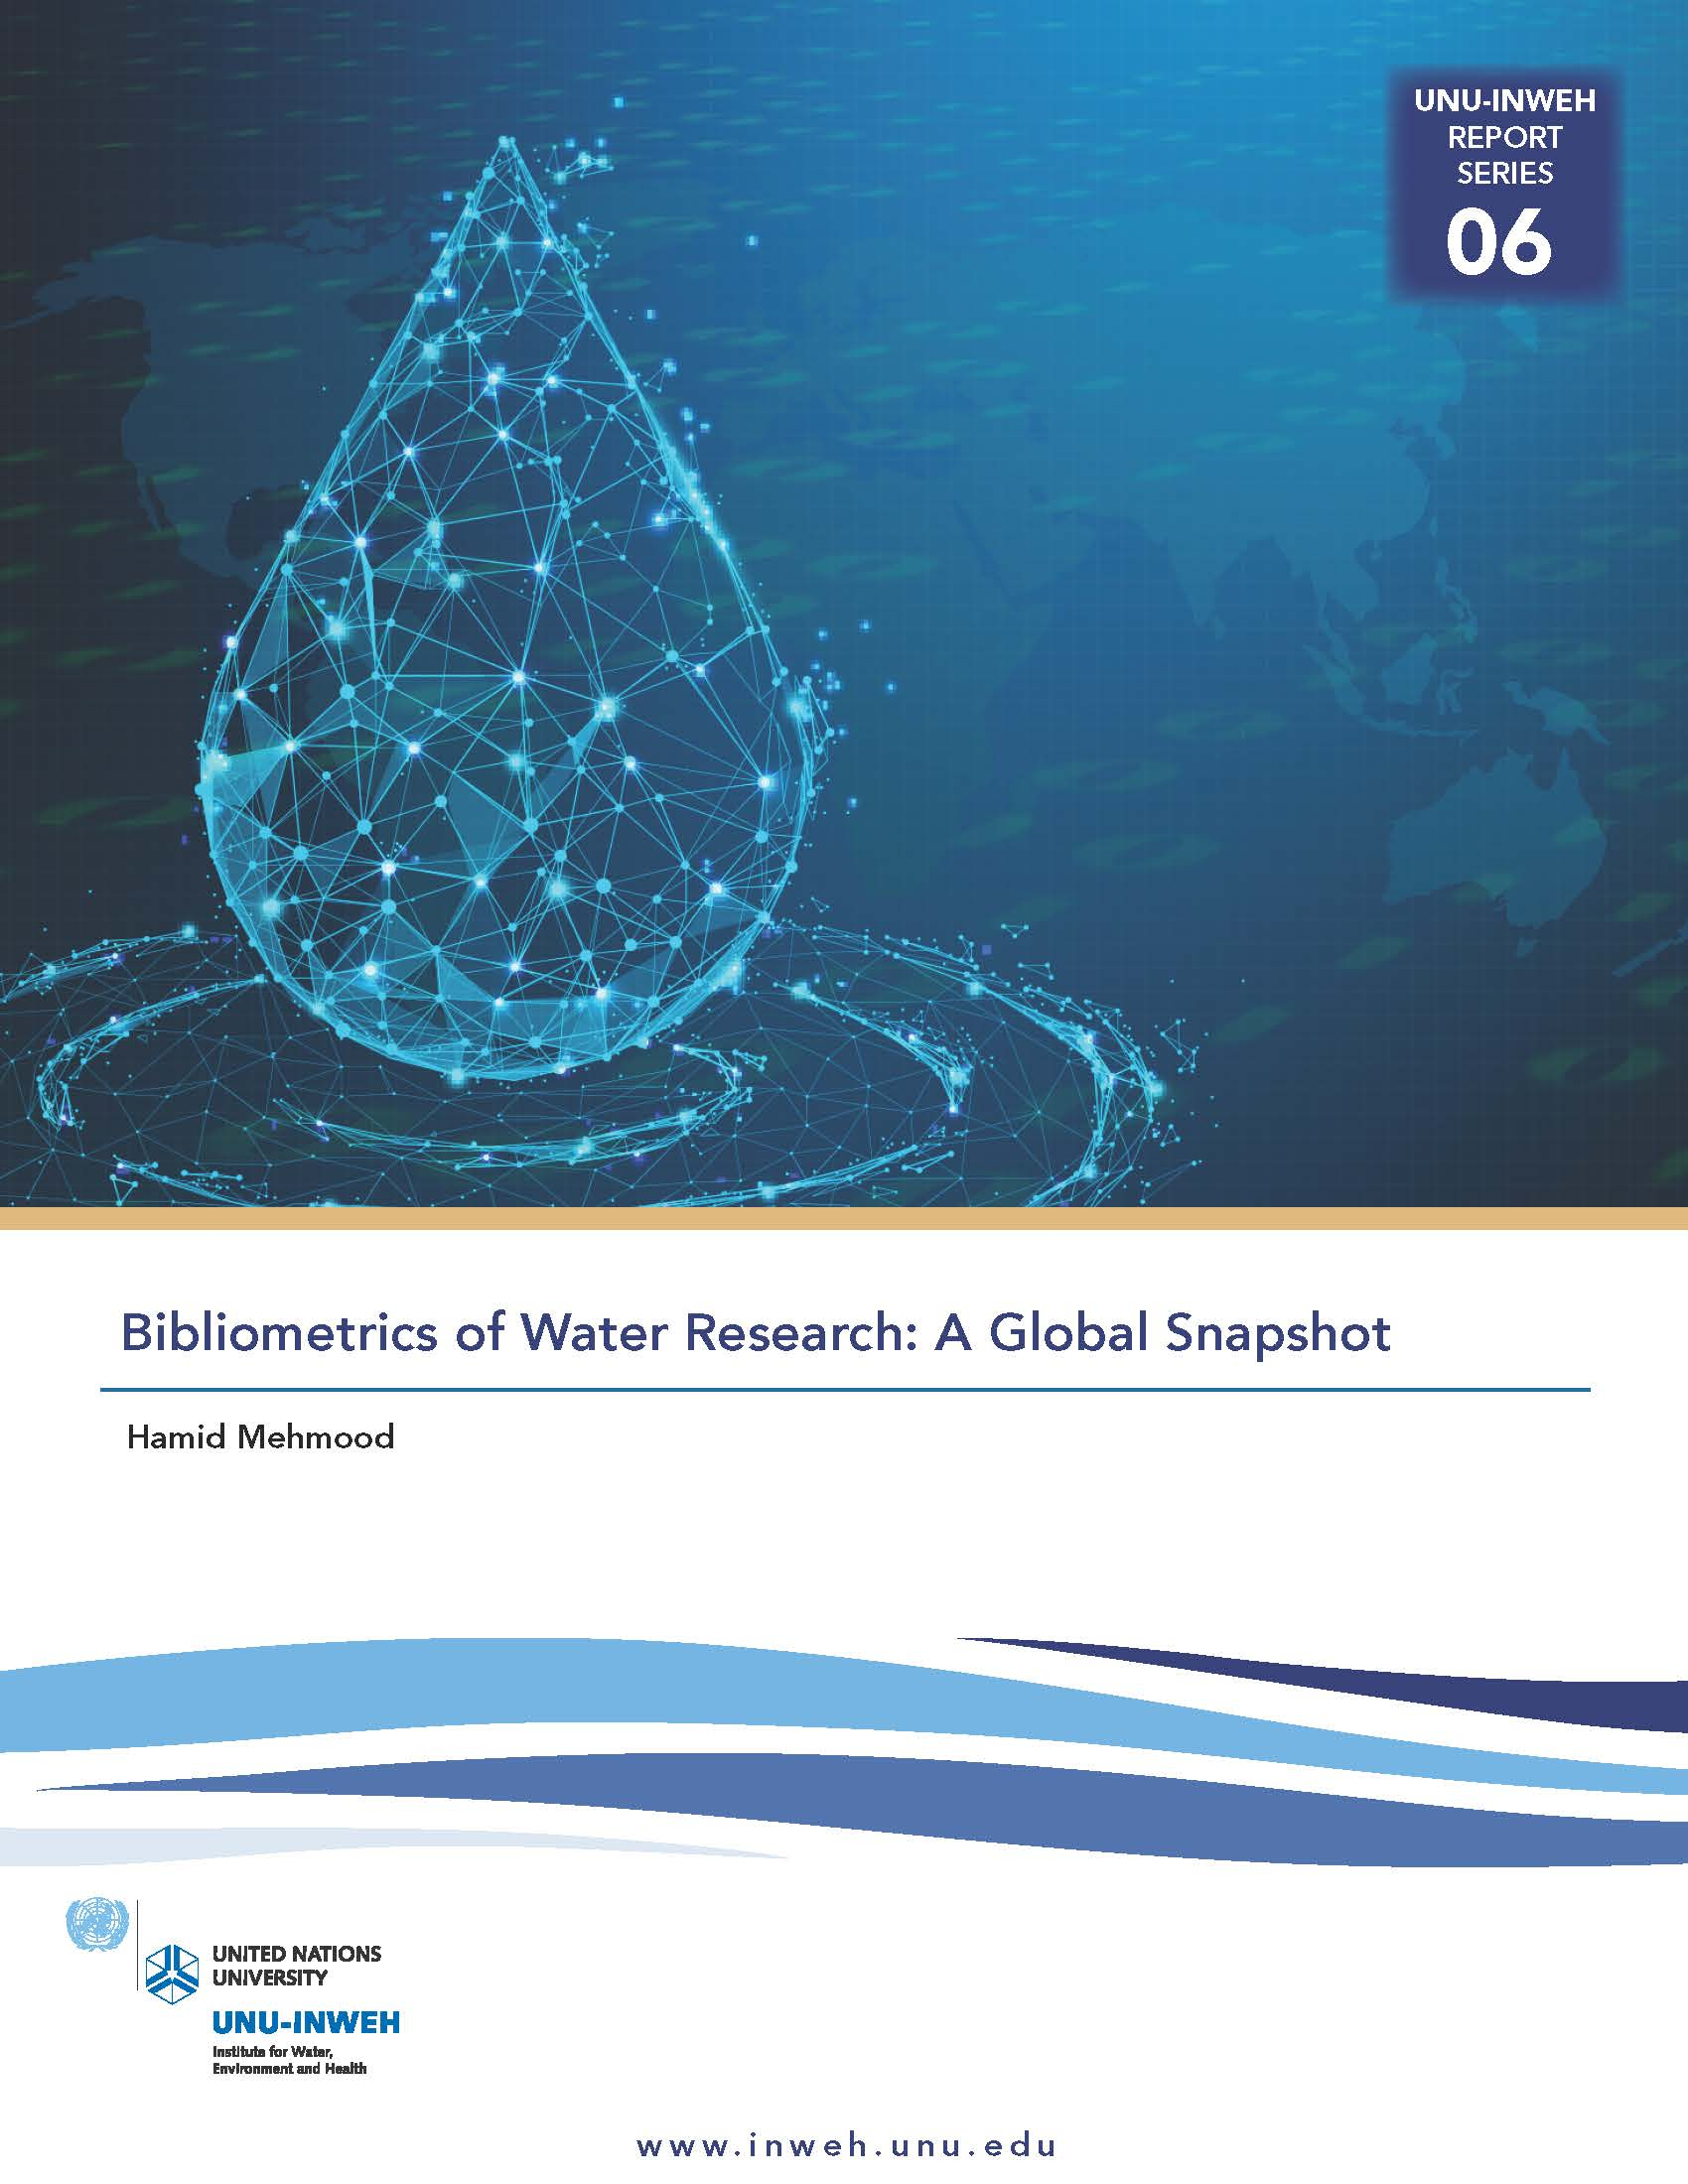 UNU-INWEH
REPORT
SERIES
06
Bibliometrics of Water Research: A Global Snapshot
Hamid Mehmood
UNITED NATIONS
UNIVERSITY
UNU-INWEH
Institute for Water,
Environment and Health
www.inweh.unu.edu